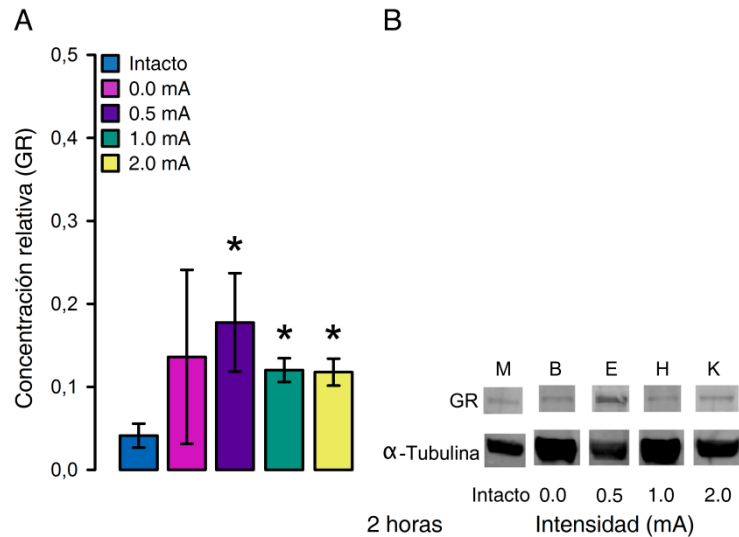 A
B
Concentración relativa (GR)
0,5
0,4
0,3
0,2
0,1
0,0
Intacto
0.0 mA
0.5 mA
1.0 mA
2.0 mA
*
* *
M B E H K
GR
α-Tubulina
Intacto 0.0 0.5 1.0 2.0
2 horas Intensidad (mA)